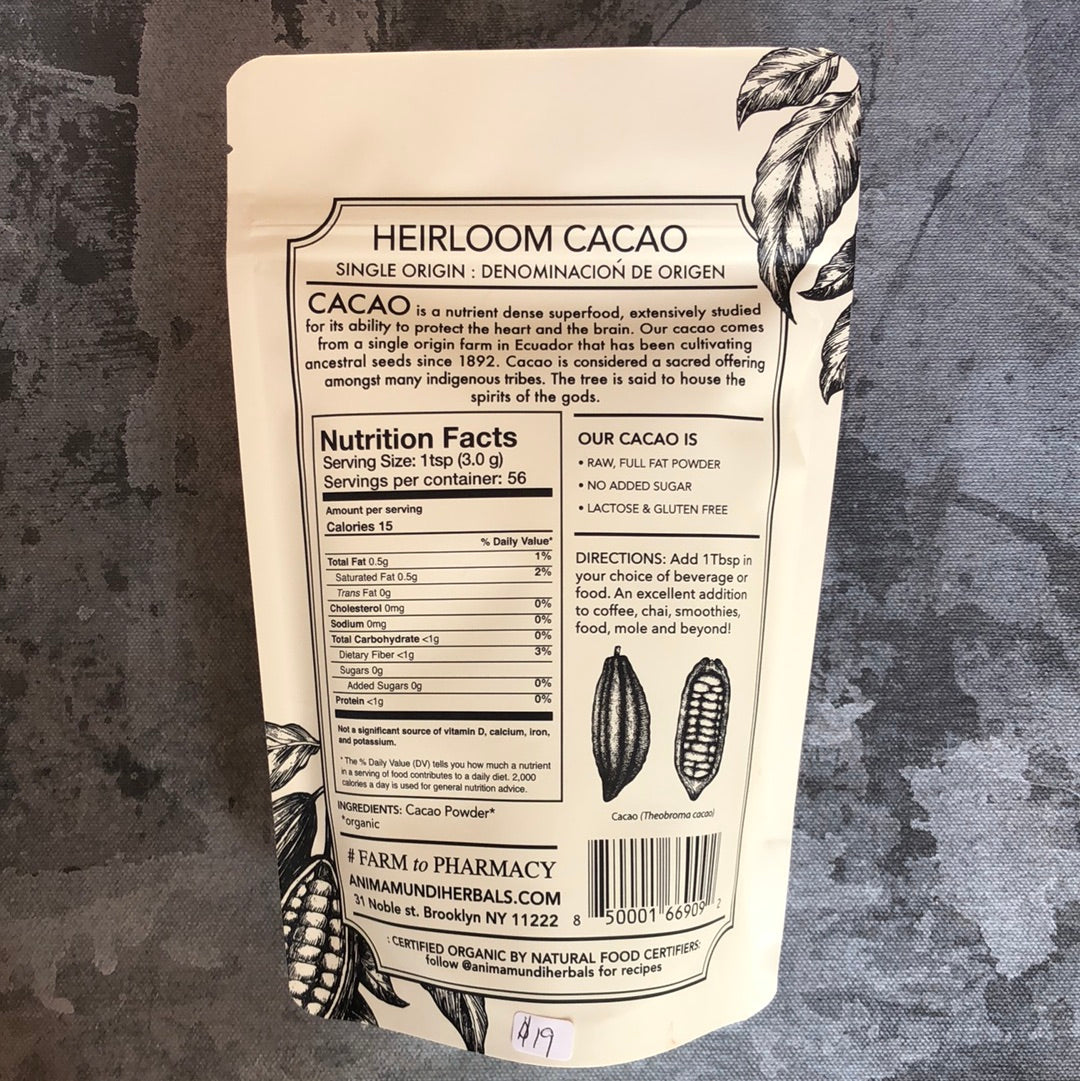 HEIRLOOM CACAO
SINGLE ORIGIN : DENOMINACIOŃ DE ORIGEN
CACAO is a nutrient dense superfood, extensively studied
for its ability to protect the heart and the brain. Our cacao comes
from a single origin farm in Ecuador that has been cultivating
ancestral seeds since 1892. Cacao is considered a sacred offering
amongst many indigenous tribes. The tree is said to house the
spirits of the gods.
Nutrition Facts
Serving Size: 1tsp (3.0 g)
Servings per container: 56
Amount per serving
Calories 15
% Daily Value*
Total Fat 0.5g 1%
Saturated Fat 0.5g 2%
Trans Fat 0g
Cholesterol 0mg 0%
Sodium 0mg 0%
Total Carbohydrate <1g 0%
Dietary Fiber <1g 3%
Sugars 0g
Added Sugars 0g 0%
Protein <1g 0%
Not a significant source of vitamin D, calcium, iron,
and potassium.
* The % Daily Value (DV) tells you how much a nutrient
in a serving of food contributes to a daily diet. 2,000
calories a day is used for general nutrition advice.
INGREDIENTS: Cacao Powder*
*organic
OUR CACAO IS
• RAW, FULL FAT POWDER
• NO ADDED SUGAR
• LACTOSE & GLUTEN FREE
DIRECTIONS: Add 1Tbsp in
your choice of beverage or
food. An excellent addition
to coffee, chai, smoothies,
food, mole and beyond!
Cacao (Theobroma cacao)
# FARM to PHARMACY
ANIMAMUNDIHERBALS.COM
31 Noble st. Brooklyn NY 11222
8 50001 66909 2
: CERTIFIED ORGANIC BY NATURAL FOOD CERTIFIERS:
follow @animamundiherbals for recipes
$19